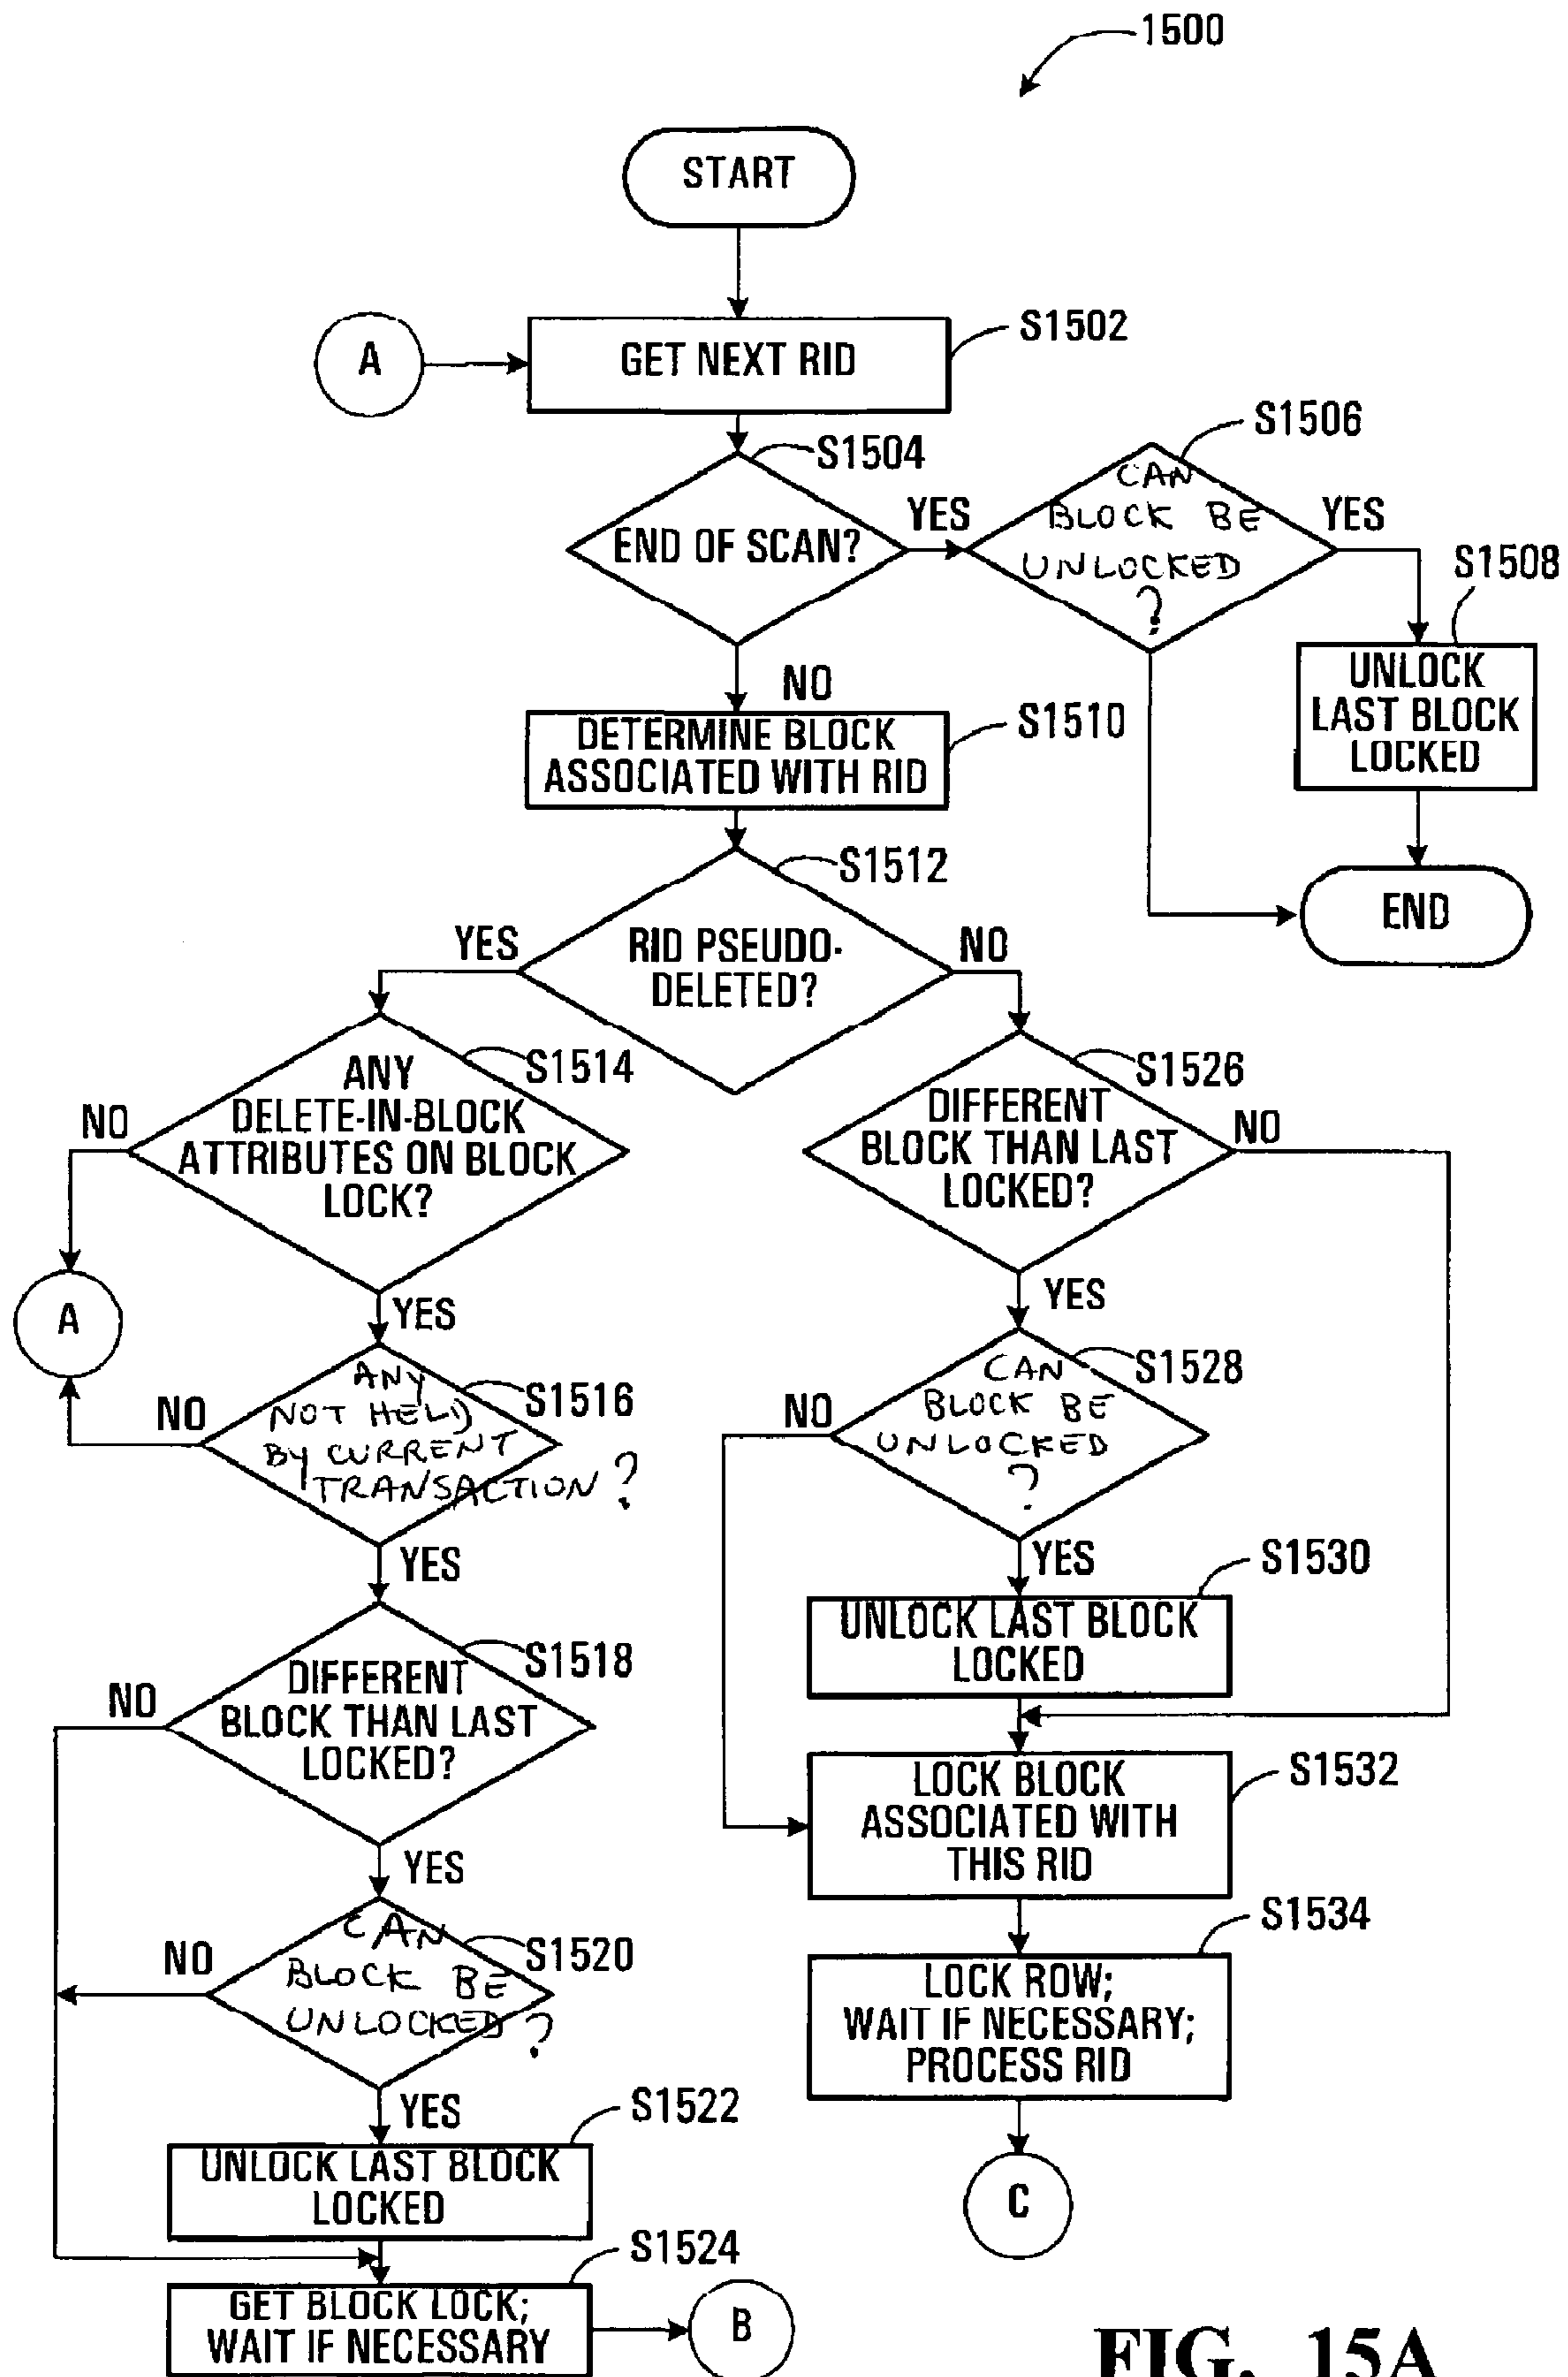 1500
START
A
GET NEXT RID
S1502
S1504
END OF SCAN?
YES
S1506
CAN
BLOCK BE
UNLOCKED
?
YES
S1508
UNLOCK
LAST BLOCK
LOCKED
END
NO
DETERMINE BLOCK
ASSOCIATED WITH RID
S1510
S1512
RID PSEUDO-
DELETED?
YES
NO
S1514
ANY
DELETE-IN-BLOCK
ATTRIBUTES ON BLOCK
LOCK?
NO
A
YES
S1516
ANY
NOT HELD
BY CURRENT
TRANSACTION?
NO
YES
S1518
DIFFERENT
BLOCK THAN LAST
LOCKED?
NO
YES
S1520
CAN
BLOCK BE
UNLOCKED?
NO
YES
S1522
UNLOCK LAST BLOCK
LOCKED
S1524
GET BLOCK LOCK;
WAIT IF NECESSARY
B
S1526
DIFFERENT
BLOCK THAN LAST
LOCKED?
NO
YES
S1528
CAN
BLOCK BE
UNLOCKED
?
NO
YES
S1530
UNLOCK LAST BLOCK
LOCKED
S1532
LOCK BLOCK
ASSOCIATED WITH
THIS RID
S1534
LOCK ROW;
WAIT IF NECESSARY;
PROCESS RID
C
FIG. 15A